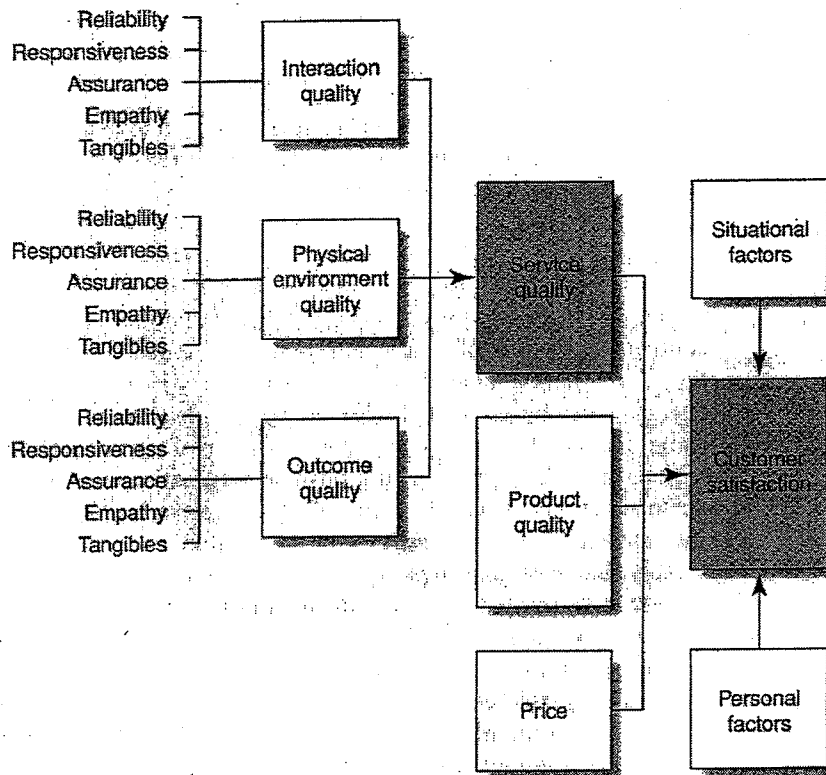 Reliability
Responsiveness
Assurance
Empathy
Tangibles
Interaction
quality
Reliability
Responsiveness
Assurance
Empathy
Tangibles
Physical
environment
quality
Service
quality
Situational
factors
Reliability
Responsiveness
Assurance
Empathy
Tangibles
Outcome
quality
Product
quality
Customer
satisfaction
Price
Personal
factors